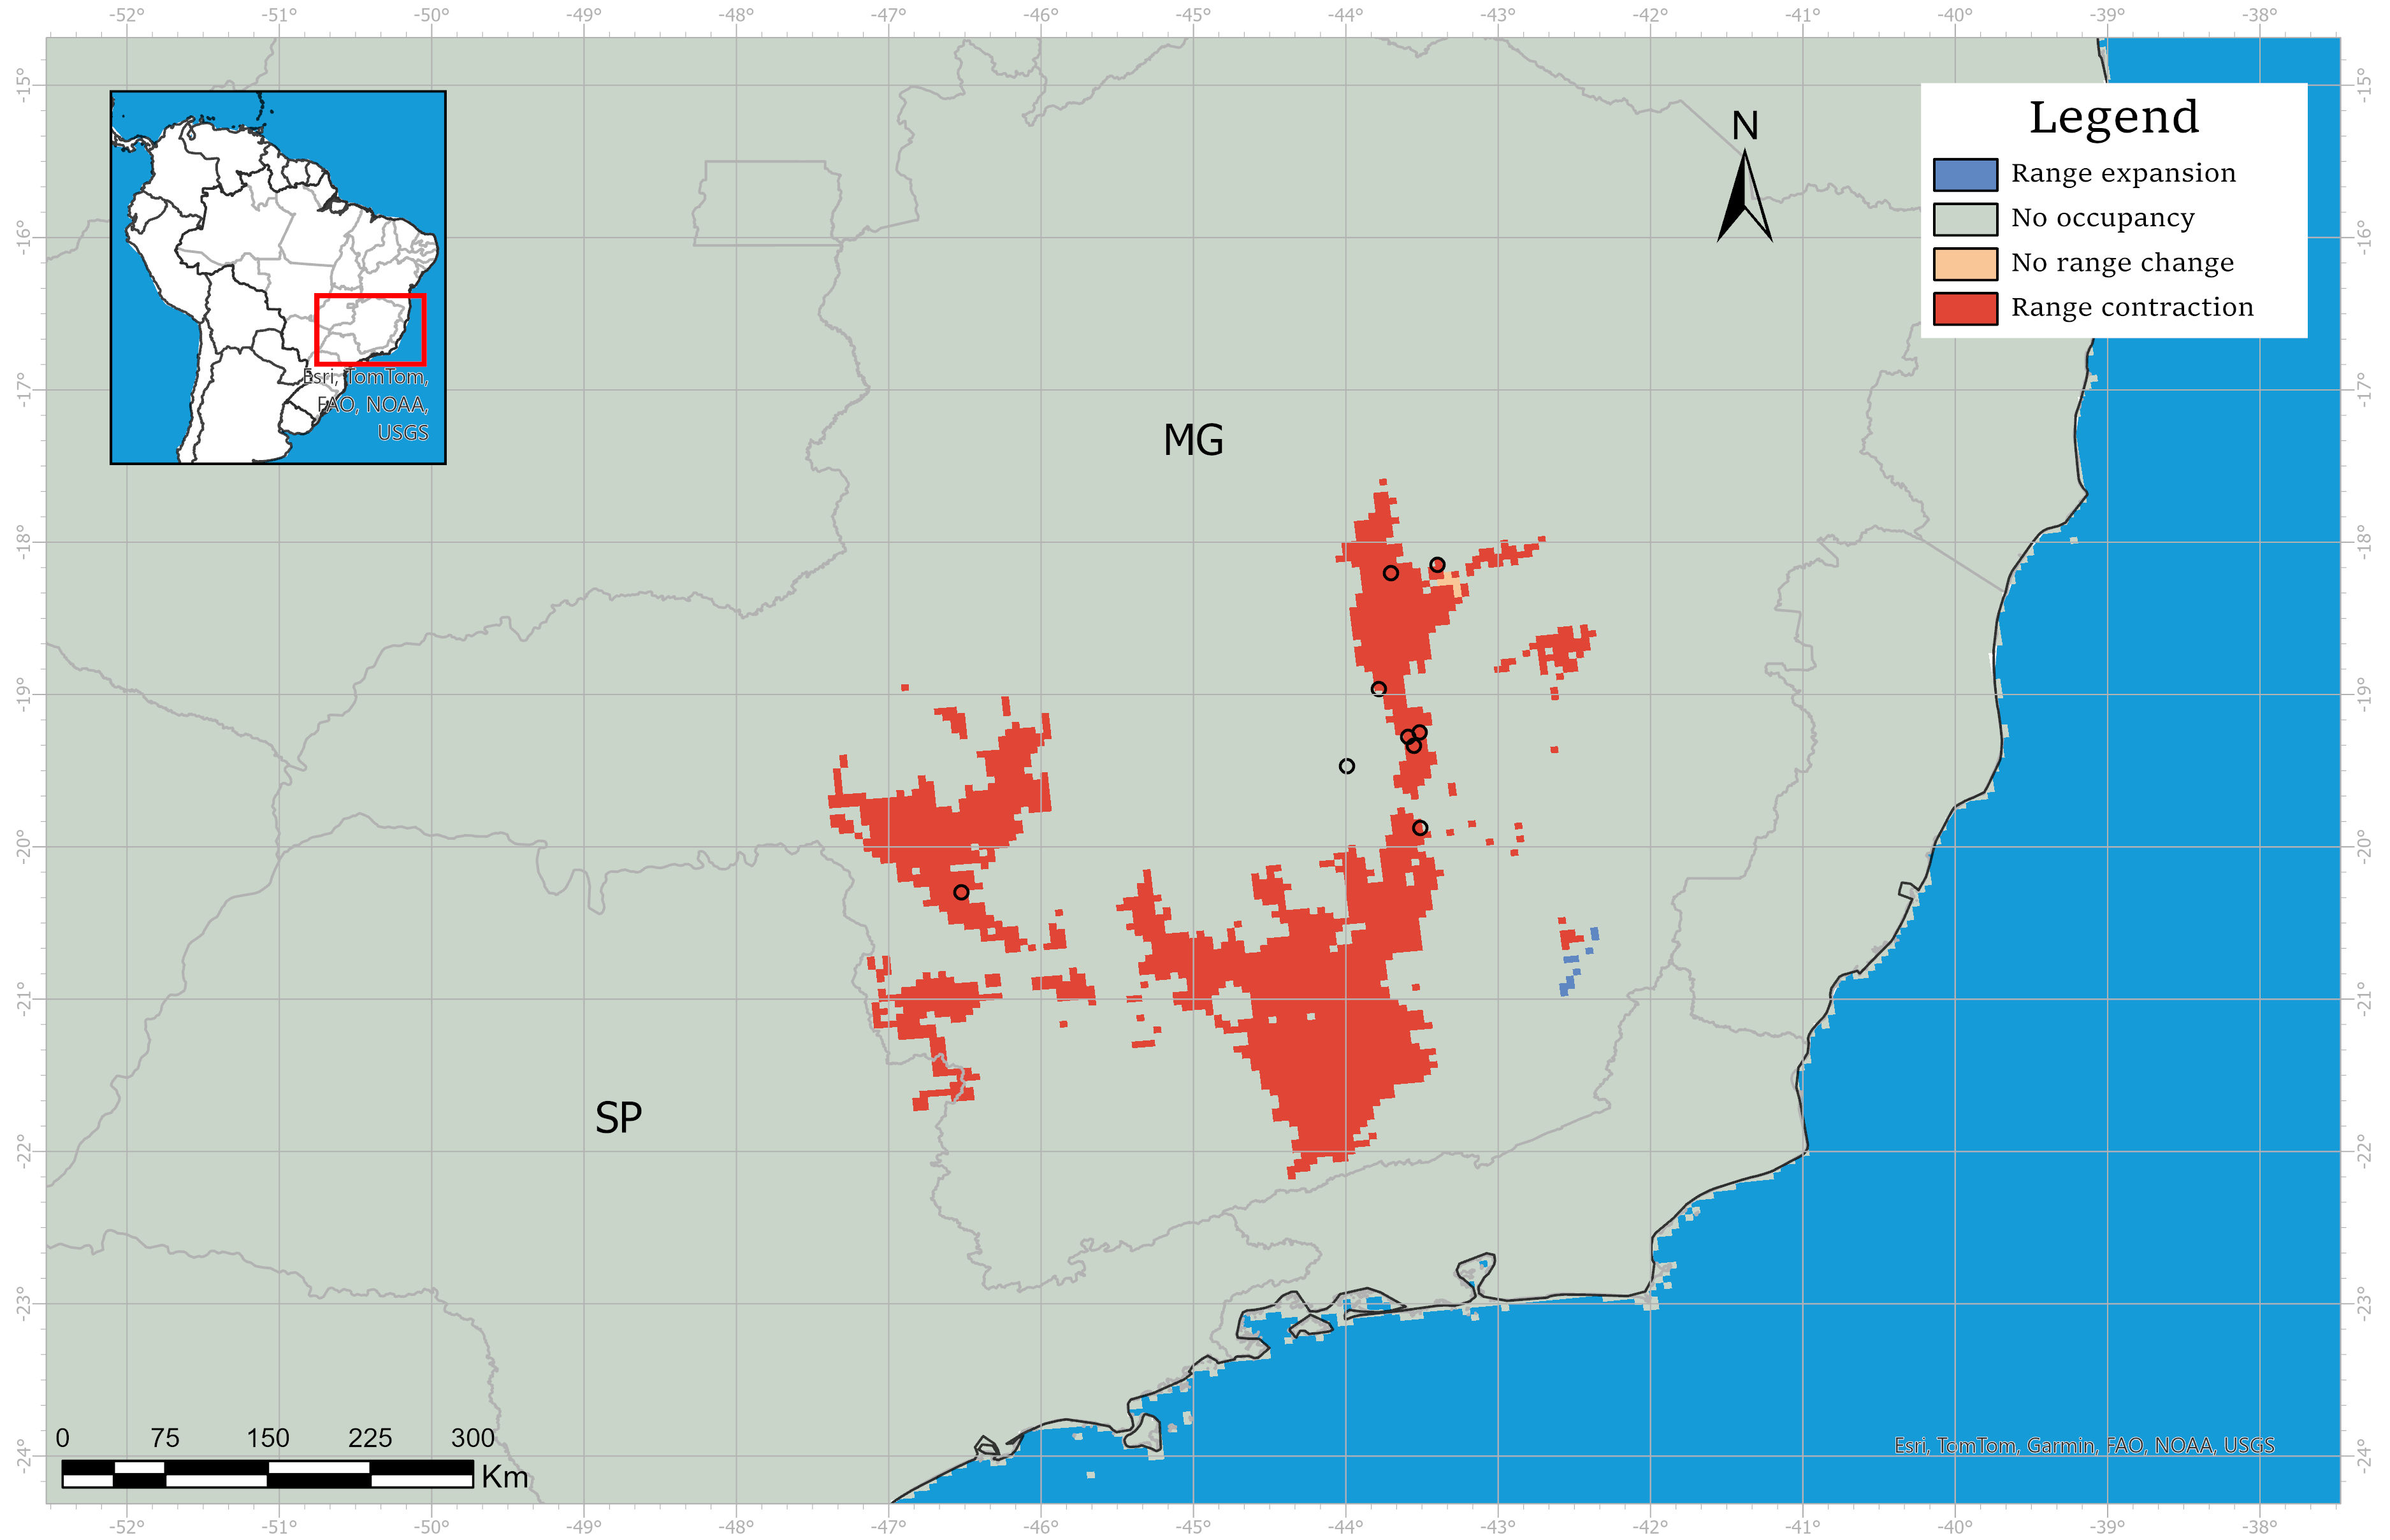 -52° -51° -50° -49° -48° -47° -46° -45° -44° -43° -42° -41° -40° -39° -38°
-15° -15°
Legend
N
Range expansion
No occupancy
-16° -16°
No range change
Range contraction
Esri, TomTom,
FAO, NOAA,
USGS
-17° -17°
MG
-18° -18°
-19° -19°
-20° -20°
-21° -21°
SP
-22° -22°
-23° -23°
0 75 150 225 300
Km
Esri, TomTom, Garmin, FAO, NOAA, USGS
-24° -24°
-52° -51° -50° -49° -48° -47° -46° -45° -44° -43° -42° -41° -40° -39° -38°